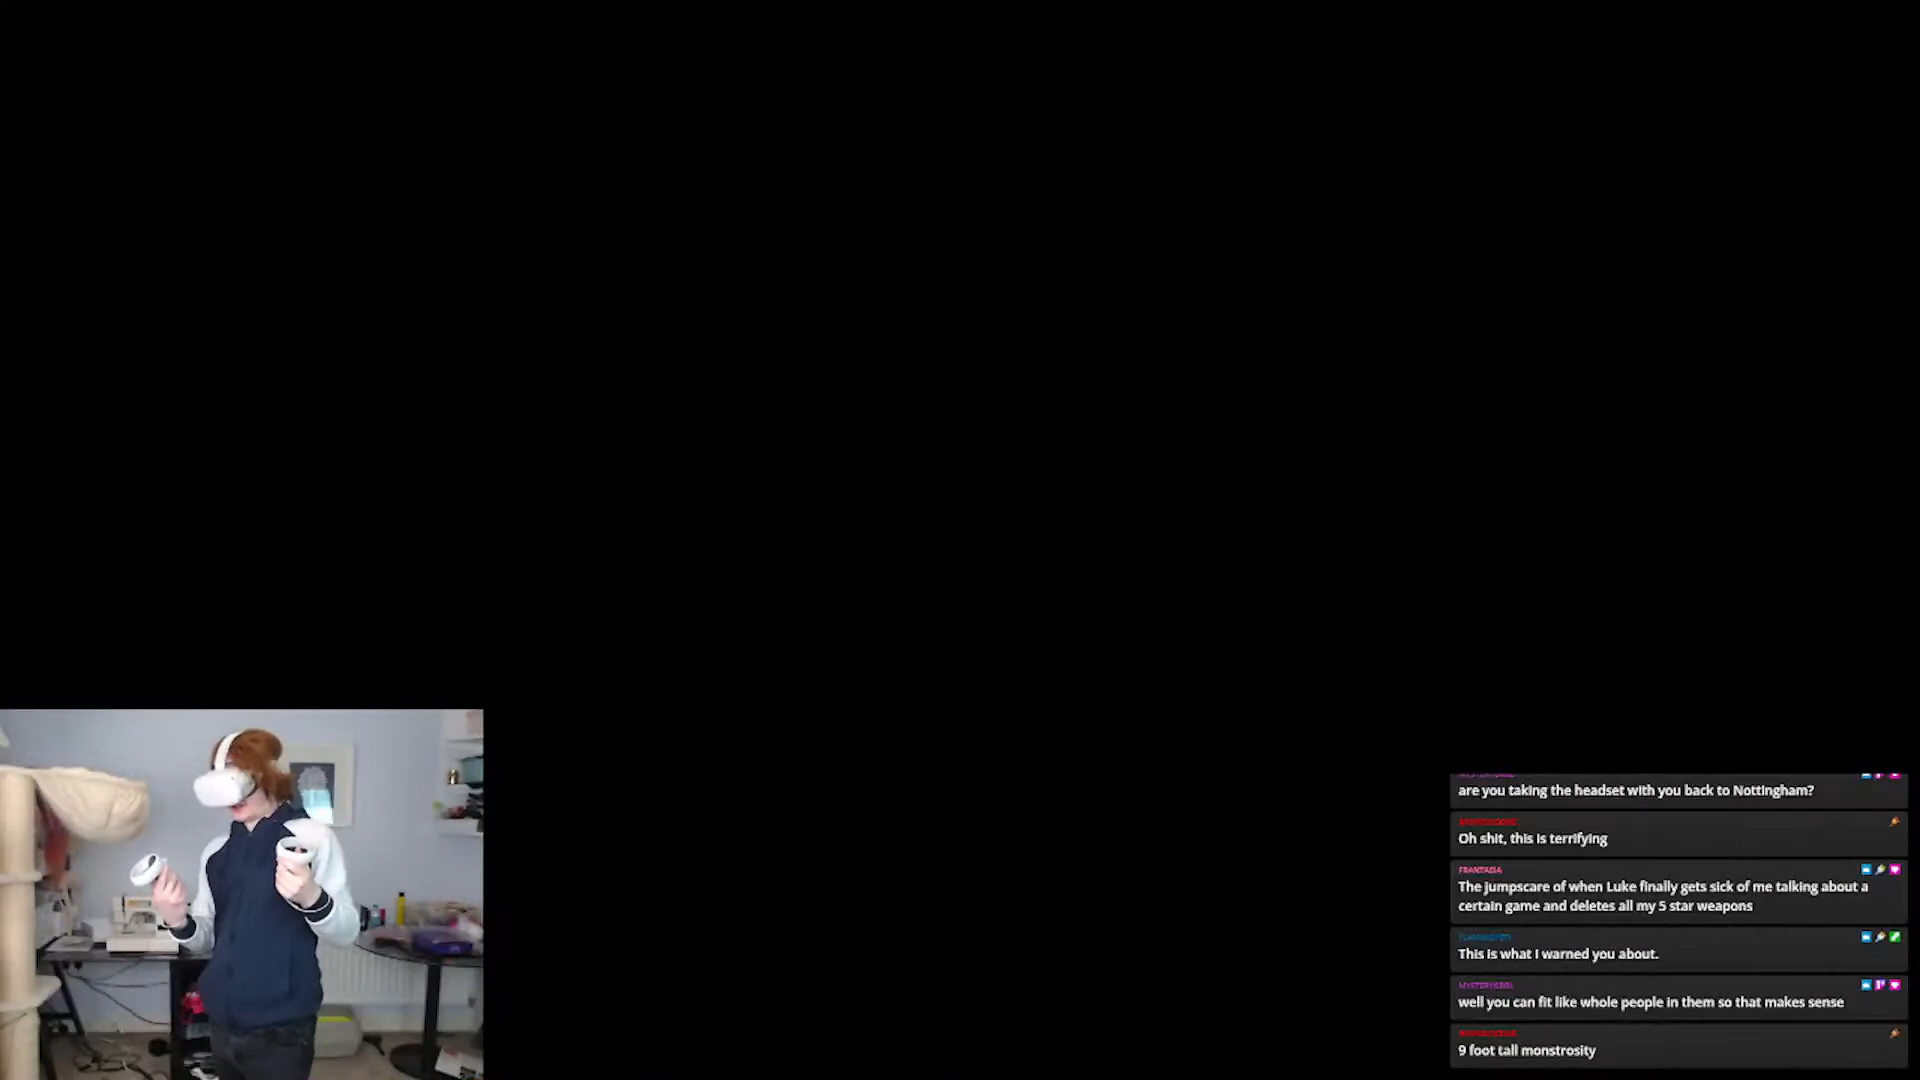 are you taking the headset with you back to Nottingham?
Oh shit, this is terrifying
FRANTASIA
The jumpscare of when Luke finally gets sick of me talking about a
certain game and deletes all my 5 star weapons
This is what I warned you about.
well you can fit like whole people in them so that makes sense
9 foot tall monstrosity